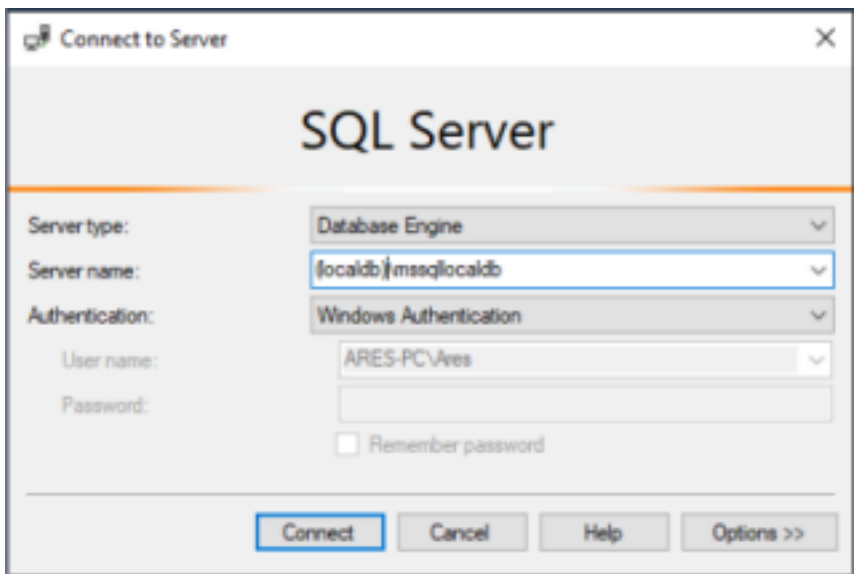 Connect to Server
SQL Server
Server type: Database Engine
Server name: (localdb)\mssqllocaldb
Authentication: Windows Authentication
User name: ARES-PC\Ares
Password:
Remember password
Connect Cancel Help Options >>